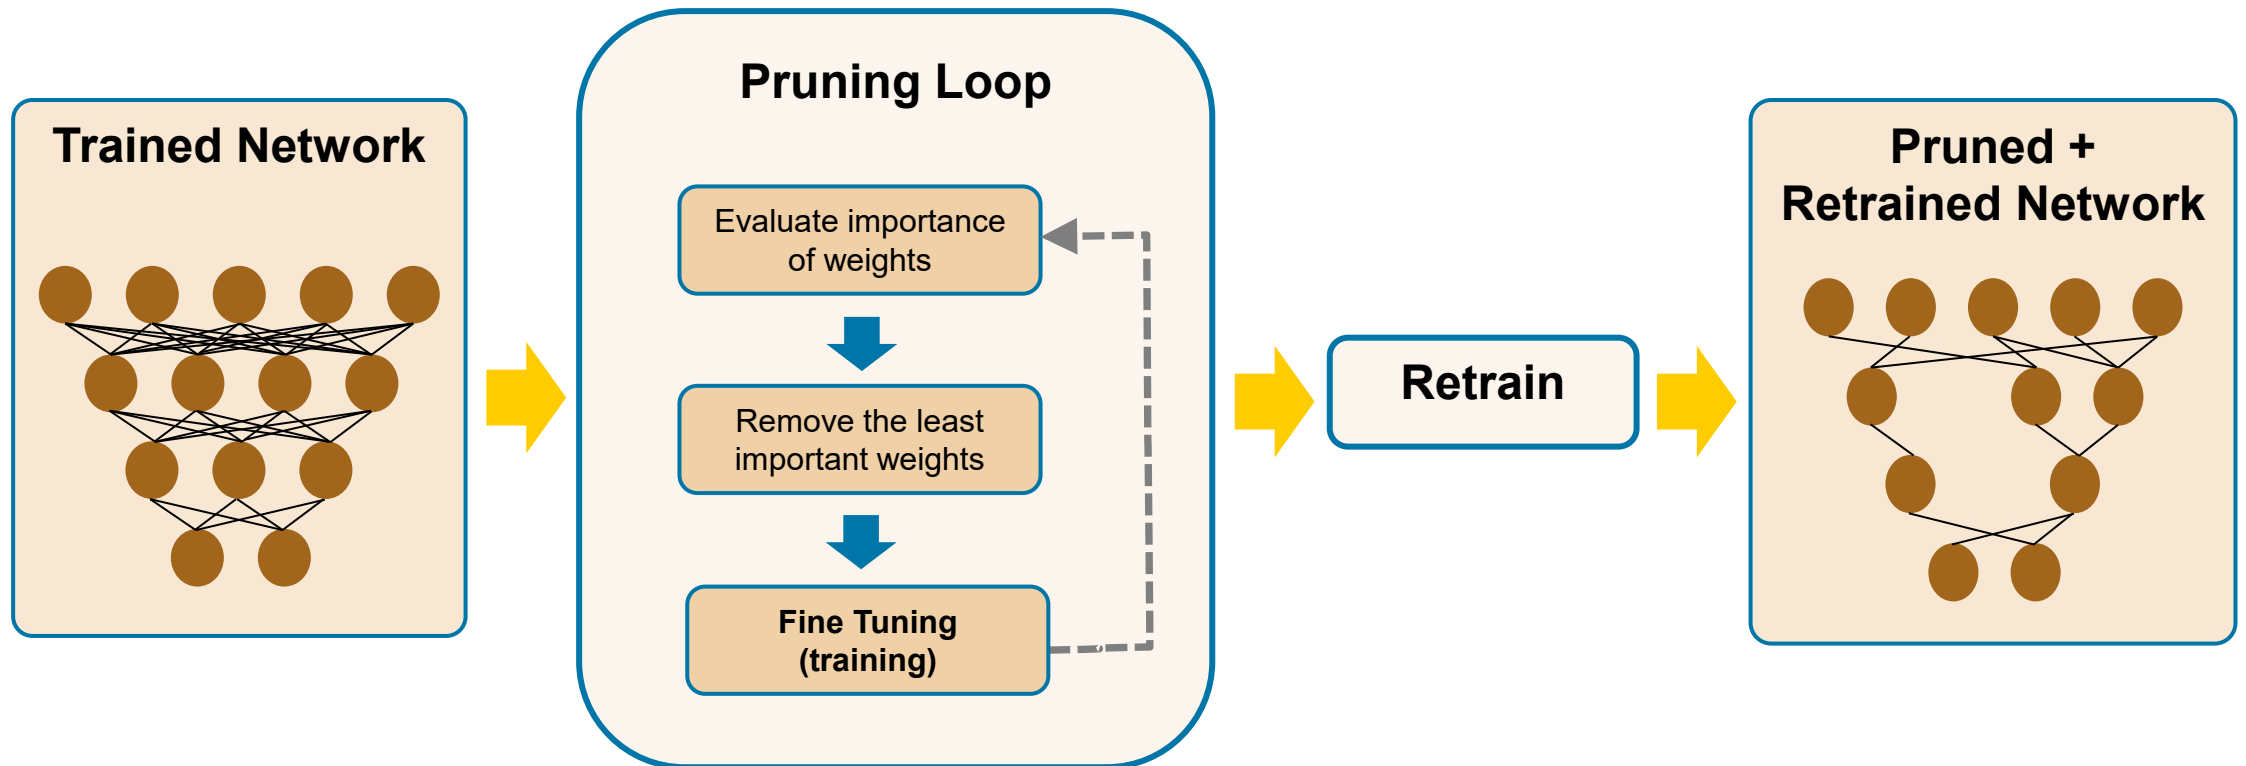 Trained Network
Pruning Loop
Evaluate importance
of weights
Remove the least
important weights
Fine Tuning
(training)
Retrain
Pruned +
Retrained Network